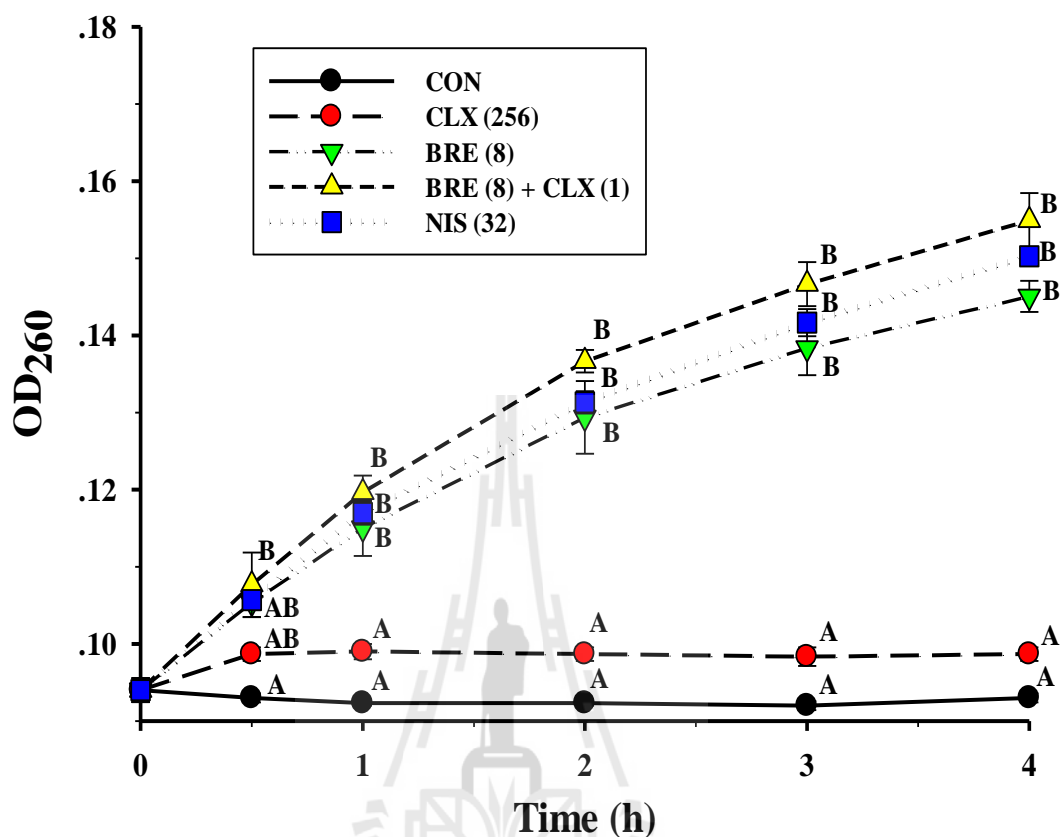 .18
CON
CLX (256)
BRE (8)
BRE (8) + CLX (1)
NIS (32)
.16
B
B
B
B
B
B
.14
B
B
B
OD260
.12
B
B
B
B
AB
.10
AB
A
A
A
A
A
A
A
A
A
0
1
2
3
4
Time (h)